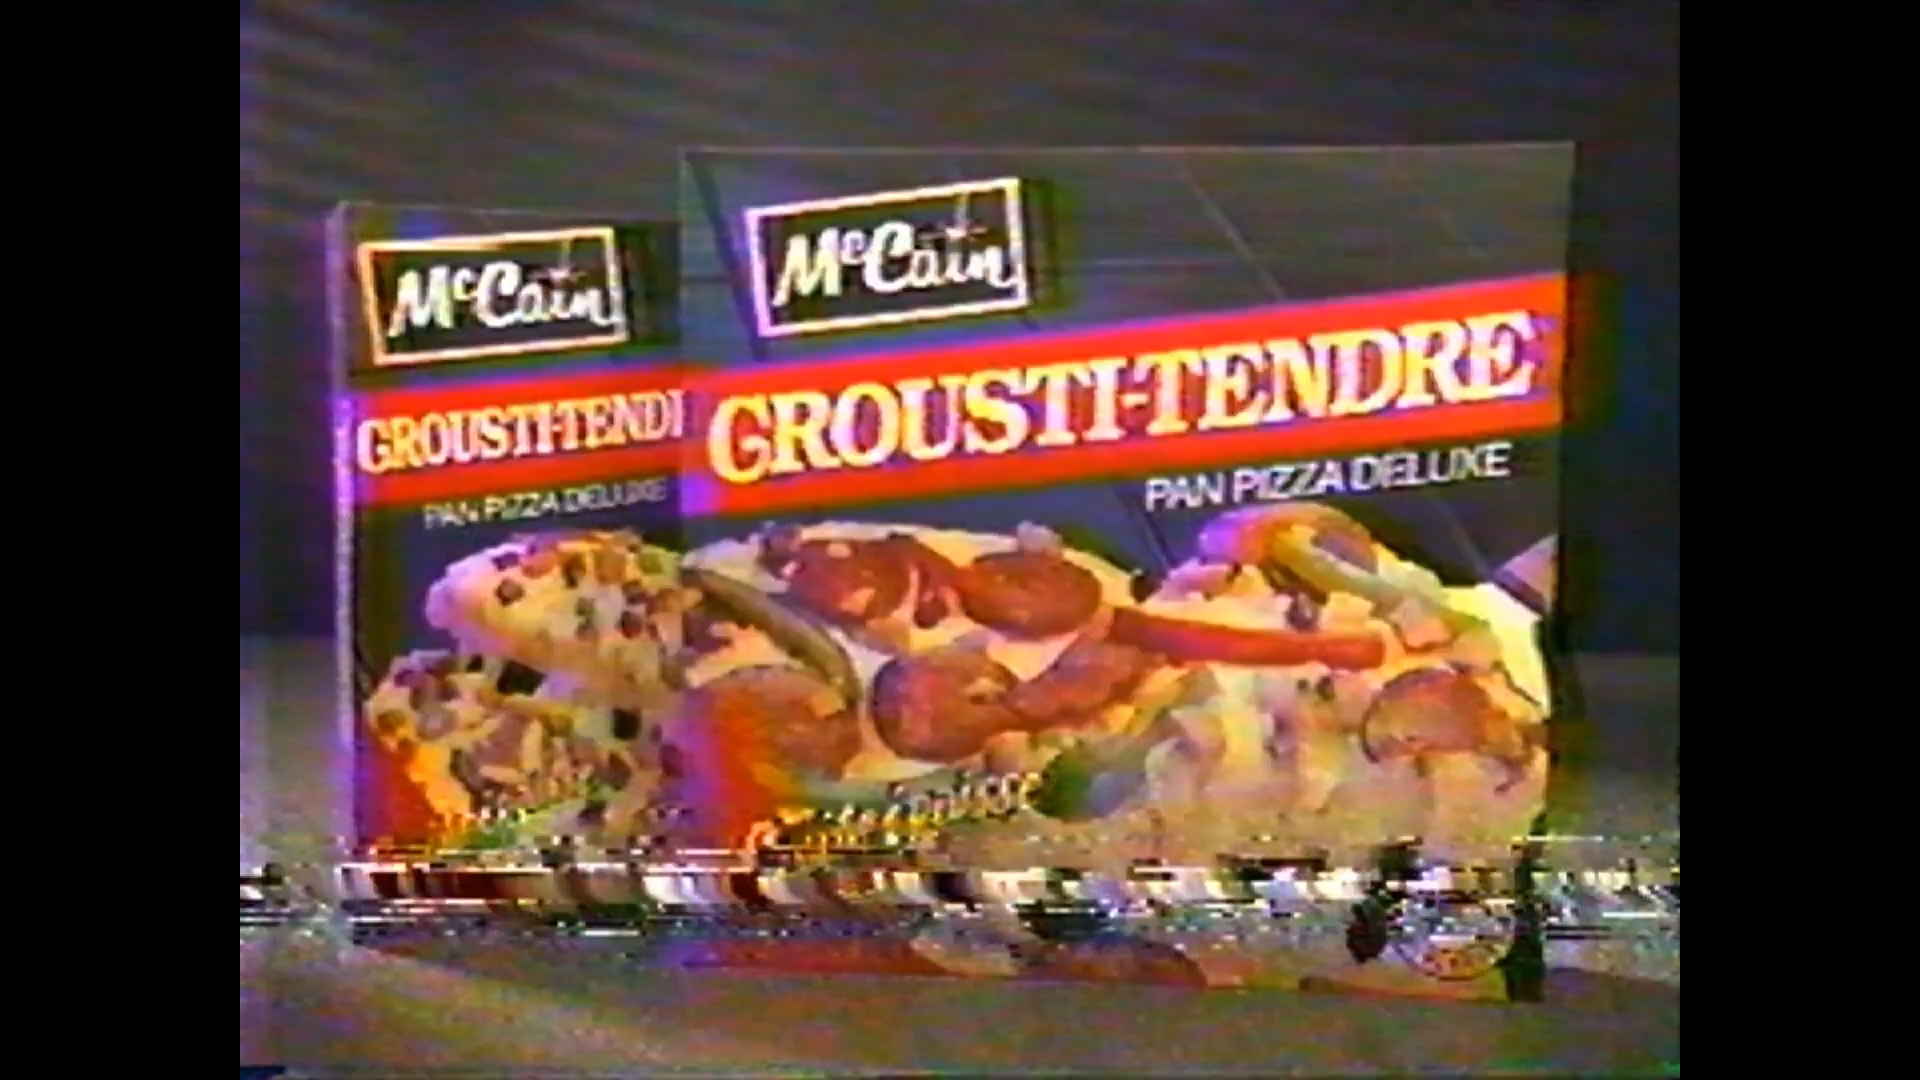 McCain
GROUSTI-TENDI
PAN PIZZA DELUXE
McCain
GROUSTI-TENDRE
PAN PIZZA DELUXE